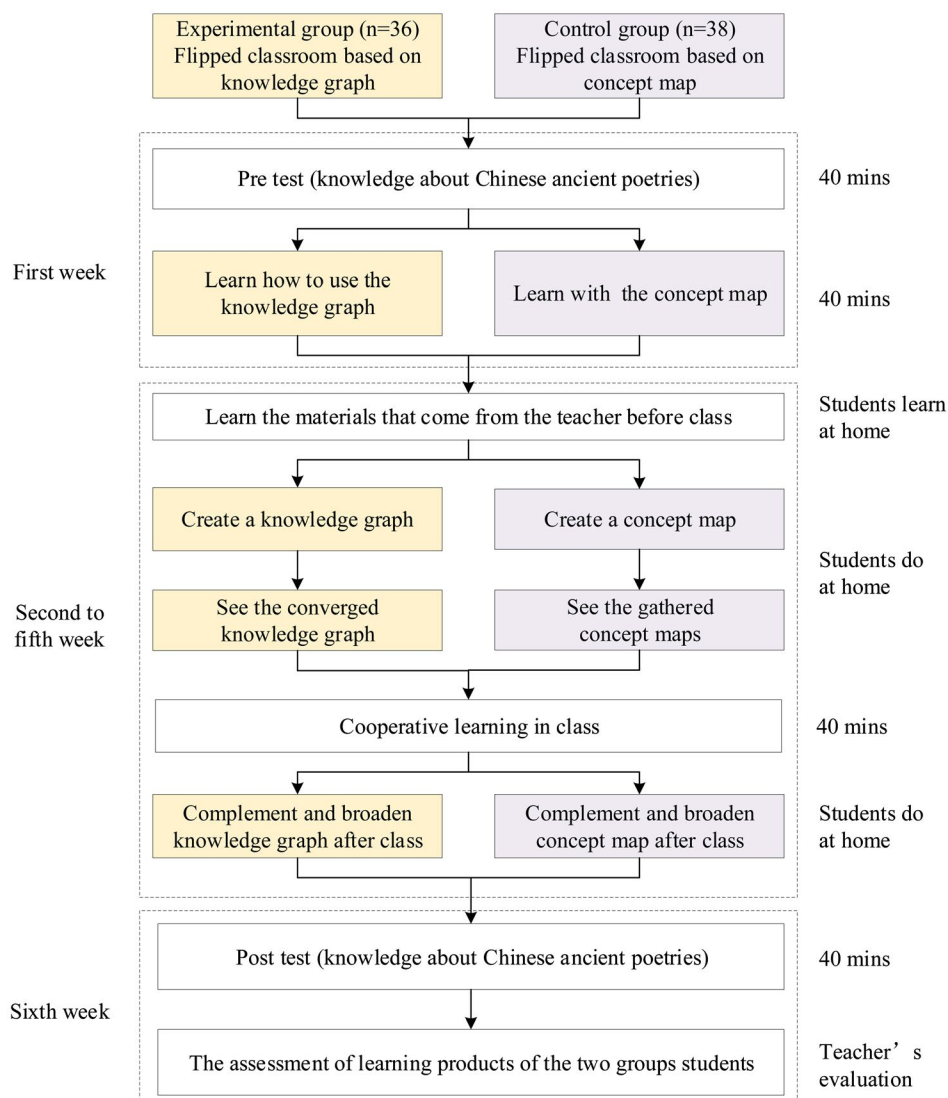 Experimental group (n=36)
Flipped classroom based on
knowledge graph
Control group (n=38)
Flipped classroom based on
concept map
Pre test (knowledge about Chinese ancient poetries)
40 mins
First week
Learn how to use the
knowledge graph
Learn with the concept map
40 mins
Learn the materials that come from the teacher before class
Students learn
at home
Create a knowledge graph
Create a concept map
Students do
at home
Second to
fifth week
See the converged
knowledge graph
See the gathered
concept maps
Cooperative learning in class
40 mins
Complement and broaden
knowledge graph after class
Complement and broaden
concept map after class
Students do
at home
Post test (knowledge about Chinese ancient poetries)
40 mins
Sixth week
The assessment of learning products of the two groups students
Teacher’s
evaluation